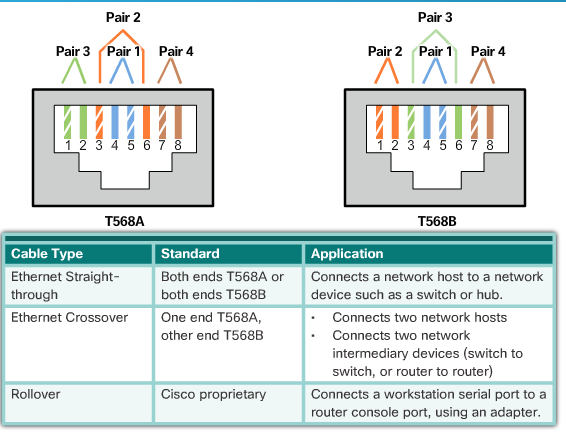 Pair 2
Pair 3 Pair 1 Pair 4
1 2 3 4 5 6 7 8
T568A
Pair 3
Pair 2 Pair 1 Pair 4
1 2 3 4 5 6 7 8
T568B
Cable Type Standard Application
Ethernet Straight-
through
Both ends T568A or
both ends T568B
Connects a network host to a network
device such as a switch or hub.
Ethernet Crossover
One end T568A,
other end T568B
• Connects two network hosts
• Connects two network
intermediary devices (switch to
switch, or router to router)
Rollover
Cisco proprietary
Connects a workstation serial port to a
router console port, using an adapter.